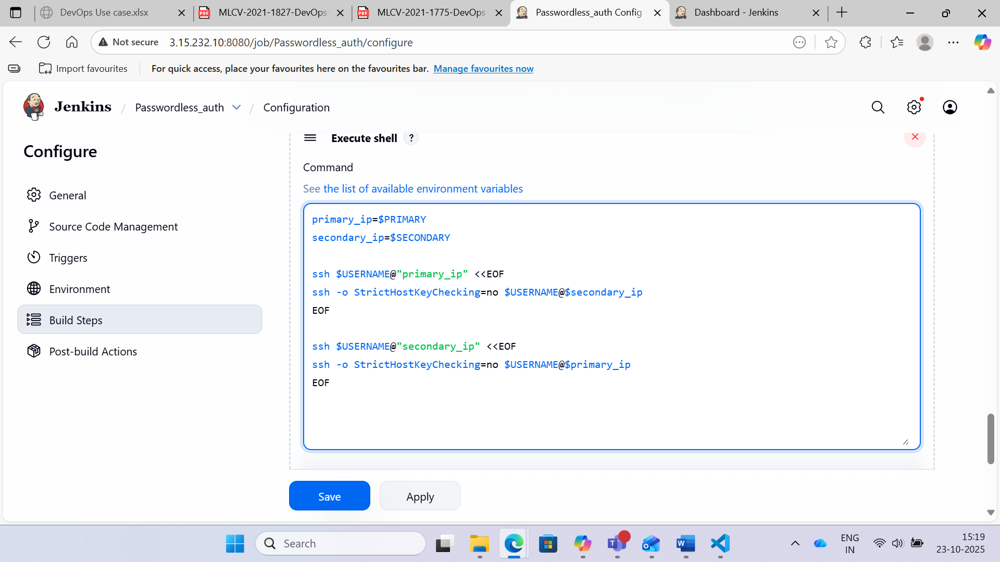 DevOps Use case.xlsx
MLCV-2021-1827-DevOps-
MLCV-2021-1775-DevOps-
Passwordless_auth Config -
Dashboard - Jenkins
Not secure
3.15.232.10:8080/job/Passwordless_auth/configure
Import favourites
For quick access, place your favourites here on the favourites bar. Manage favourites now
Jenkins / Passwordless_auth / Configuration
Configure
General
Source Code Management
Triggers
Environment
Build Steps
Post-build Actions
Execute shell ?
Command
See the list of available environment variables
primary_ip=$PRIMARY
secondary_ip=$SECONDARY
ssh $USERNAME@"primary_ip" <<EOF
ssh -o StrictHostKeyChecking=no $USERNAME@$secondary_ip
EOF
ssh $USERNAME@"secondary_ip" <<EOF
ssh -o StrictHostKeyChecking=no $USERNAME@$primary_ip
EOF
Save
Apply
Search
ENG
IN
15:19
23-10-2025